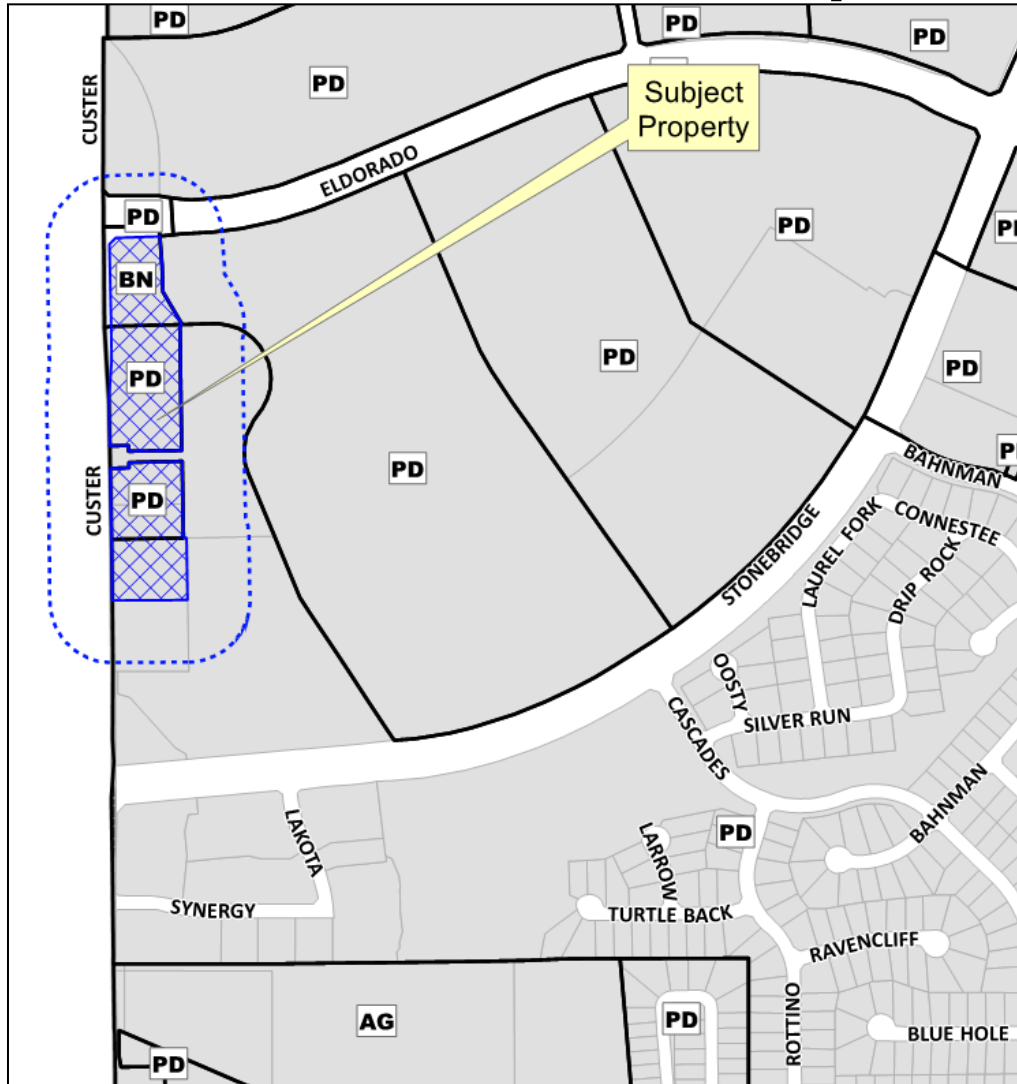 PD
PD
PD
PD
CUSTER
Subject
Property
ELDORADO
PD
PD
PD
BN
PD
PD
PD
PD
CUSTER
PD
BAHNMAN
CONNESTEE
LAUREL FORK
DRIP ROCK
STONEBRIDGE
OOSTY
SILVER RUN
CASCADES
BAHNMAN
LAKOTA
LARROW
PD
SYNERGY
TURTLE BACK
RAVENCLIFF
AG
PD
ROTTINO
BLUE HOLE
PD